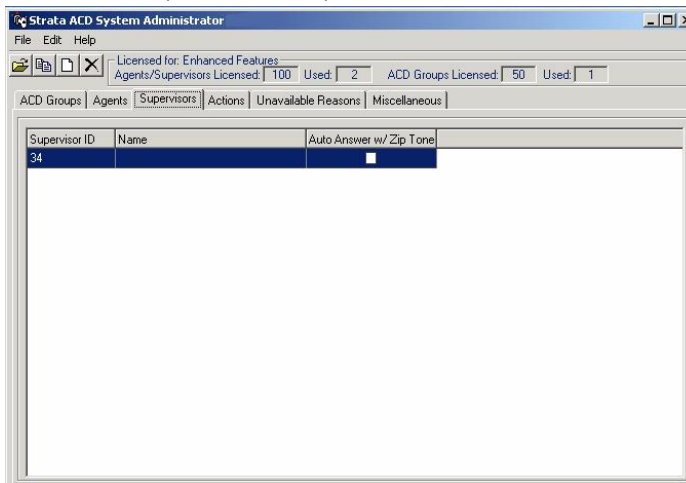 Strata ACD System Administrator
File Edit Help
Licensed for: Enhanced Features
Agents/Supervisors Licensed: 100 Used: 2 ACD Groups Licensed: 50 Used: 1
ACD Groups Agents Supervisors Actions Unavailable Reasons Miscellaneous
Supervisor ID Name Auto Answer w/ Zip Tone
34